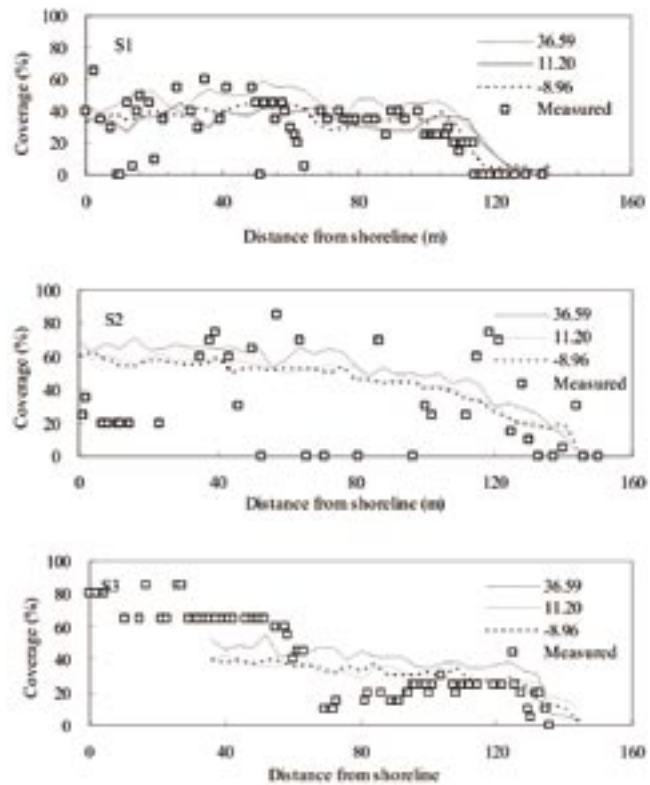 100
80
60
40
20
0
Coverage (%)
S1
36.59
11.20
-8.96
Measured
0 40 80 120 160
Distance from shoreline (m)
100
80
60
40
20
0
Coverage (%)
S2
36.59
11.20
-8.96
Measured
0 40 80 120 160
Distance from shoreline (m)
100
80
60
40
20
0
Coverage (%)
S3
36.59
11.20
-8.96
Measured
0 40 80 120 160
Distance from shoreline